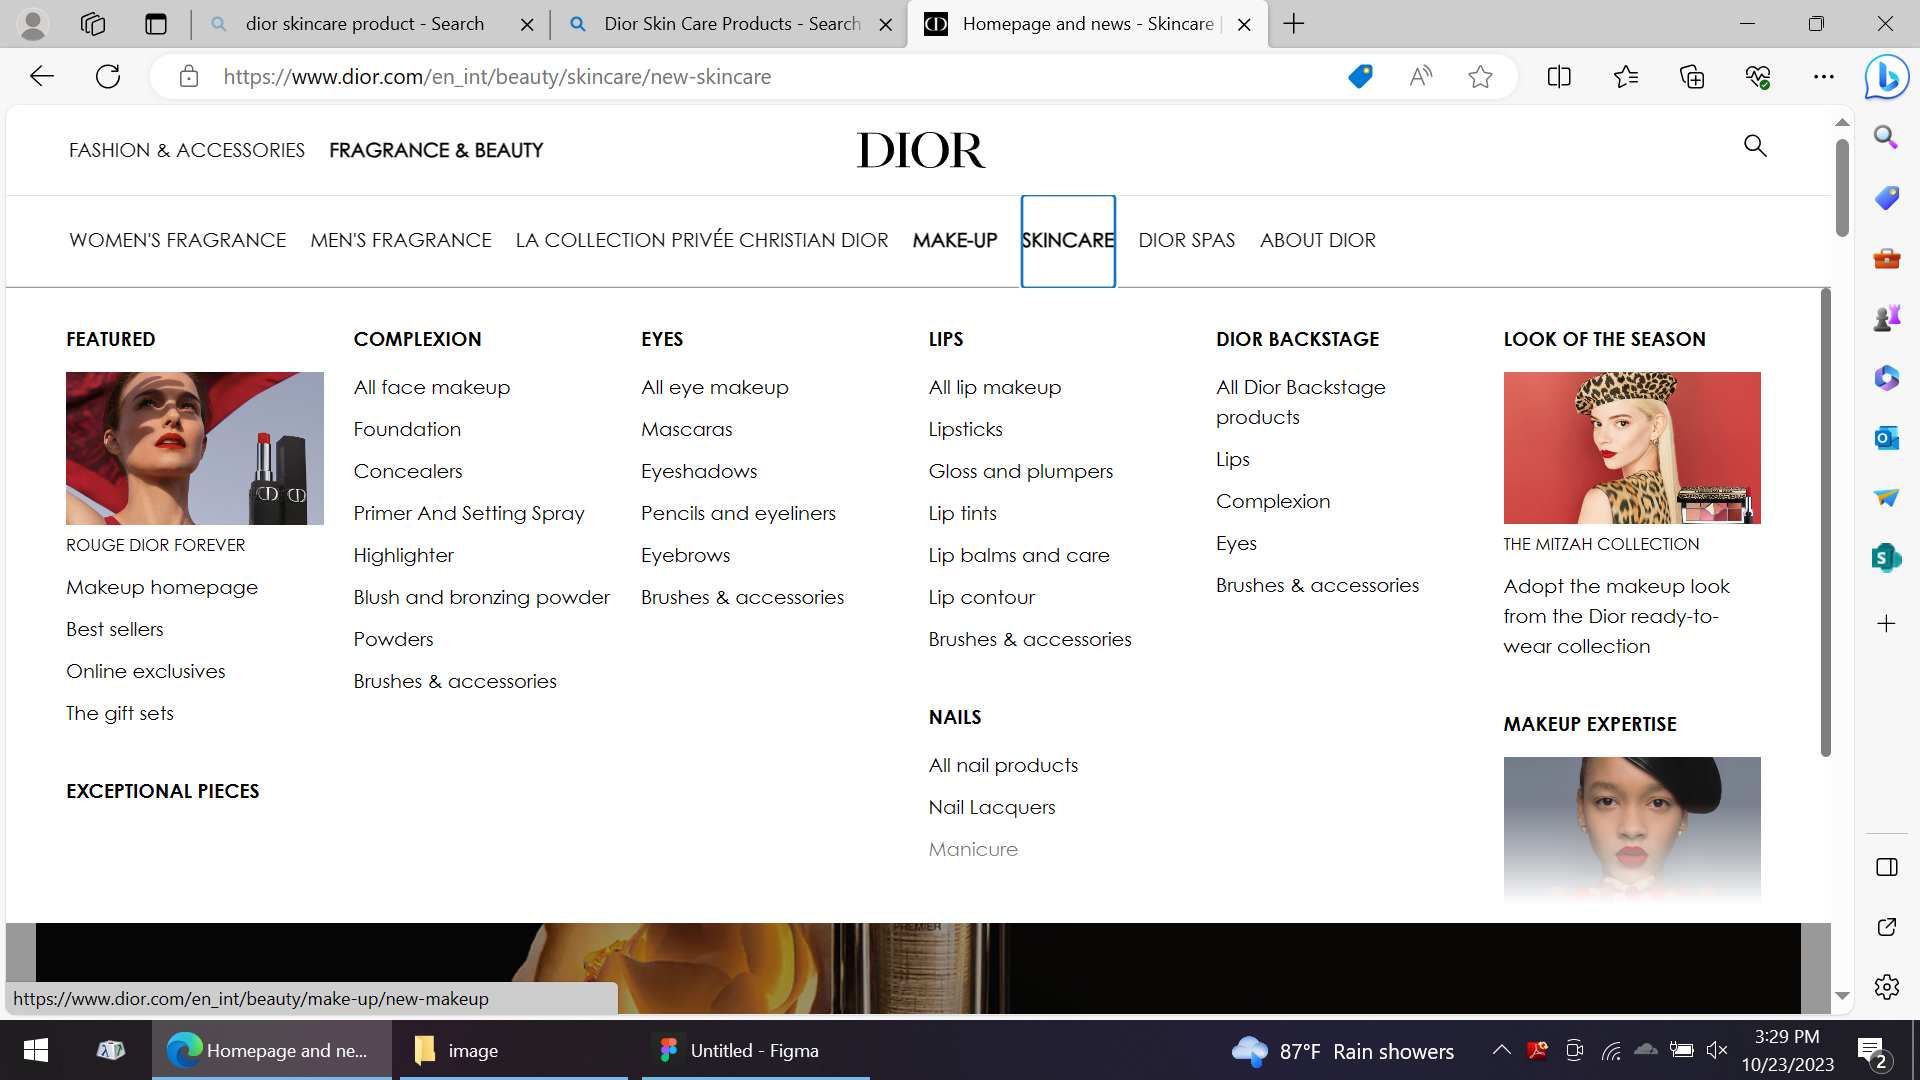 dior skincare product - Search
Dior Skin Care Products - Search
Homepage and news - Skincare |
https://www.dior.com/en_int/beauty/skincare/new-skincare
FASHION & ACCESSORIES
FRAGRANCE & BEAUTY
DIOR
WOMEN'S FRAGRANCE
MEN'S FRAGRANCE
LA COLLECTION PRIVÉE CHRISTIAN DIOR
MAKE-UP
SKINCARE
DIOR SPAS
ABOUT DIOR
FEATURED
ROUGE DIOR FOREVER
Makeup homepage
Best sellers
Online exclusives
The gift sets
EXCEPTIONAL PIECES
COMPLEXION
All face makeup
Foundation
Concealers
Primer And Setting Spray
Highlighter
Blush and bronzing powder
Powders
Brushes & accessories
EYES
All eye makeup
Mascaras
Eyeshadows
Pencils and eyeliners
Eyebrows
Brushes & accessories
LIPS
All lip makeup
Lipsticks
Gloss and plumpers
Lip tints
Lip balms and care
Lip contour
Brushes & accessories
NAILS
All nail products
Nail Lacquers
Manicure
DIOR BACKSTAGE
All Dior Backstage
products
Lips
Complexion
Eyes
Brushes & accessories
LOOK OF THE SEASON
THE MITZAH COLLECTION
Adopt the makeup look
from the Dior ready-to-
wear collection
MAKEUP EXPERTISE
PREMIER
https://www.dior.com/en_int/beauty/make-up/new-makeup
Homepage and ne...
image
Untitled - Figma
87°F Rain showers
3:29 PM
10/23/2023
2